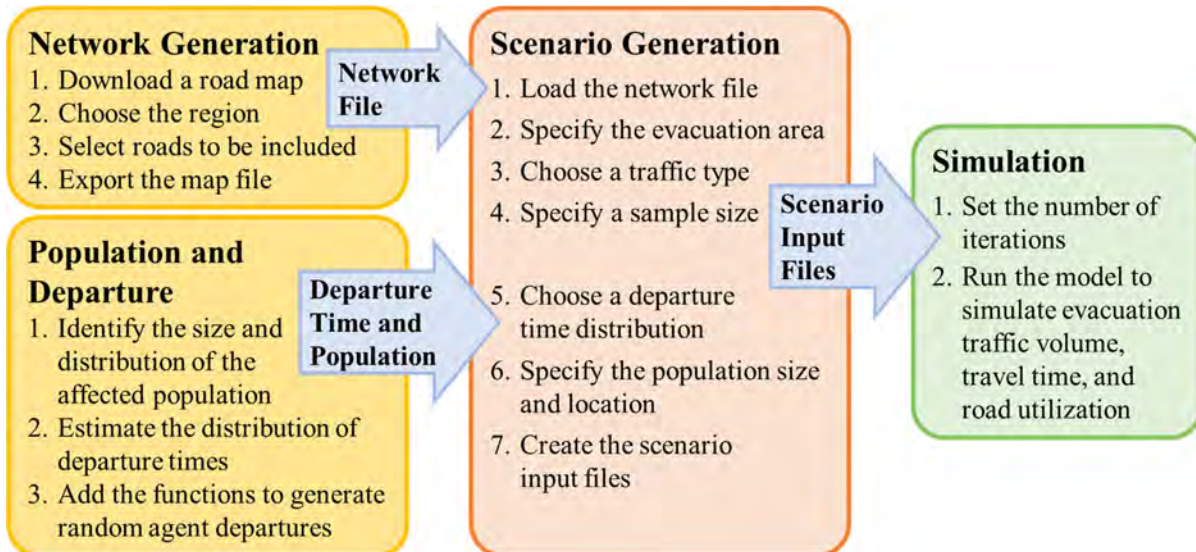 Network Generation
1. Download a road map
2. Choose the region
3. Select roads to be included
4. Export the map file
Network
File
Population and
Departure
1. Identify the size and
distribution of the
affected population
2. Estimate the distribution of
departure times
3. Add the functions to generate
random agent departures
Departure
Time and
Population
Scenario Generation
1. Load the network file
2. Specify the evacuation area
3. Choose a traffic type
4. Specify a sample size
5. Choose a departure
time distribution
6. Specify the population size
and location
7. Create the scenario
input files
Scenario
Input
Files
Simulation
1. Set the number of
iterations
2. Run the model to
simulate evacuation
traffic volume,
travel time, and
road utilization